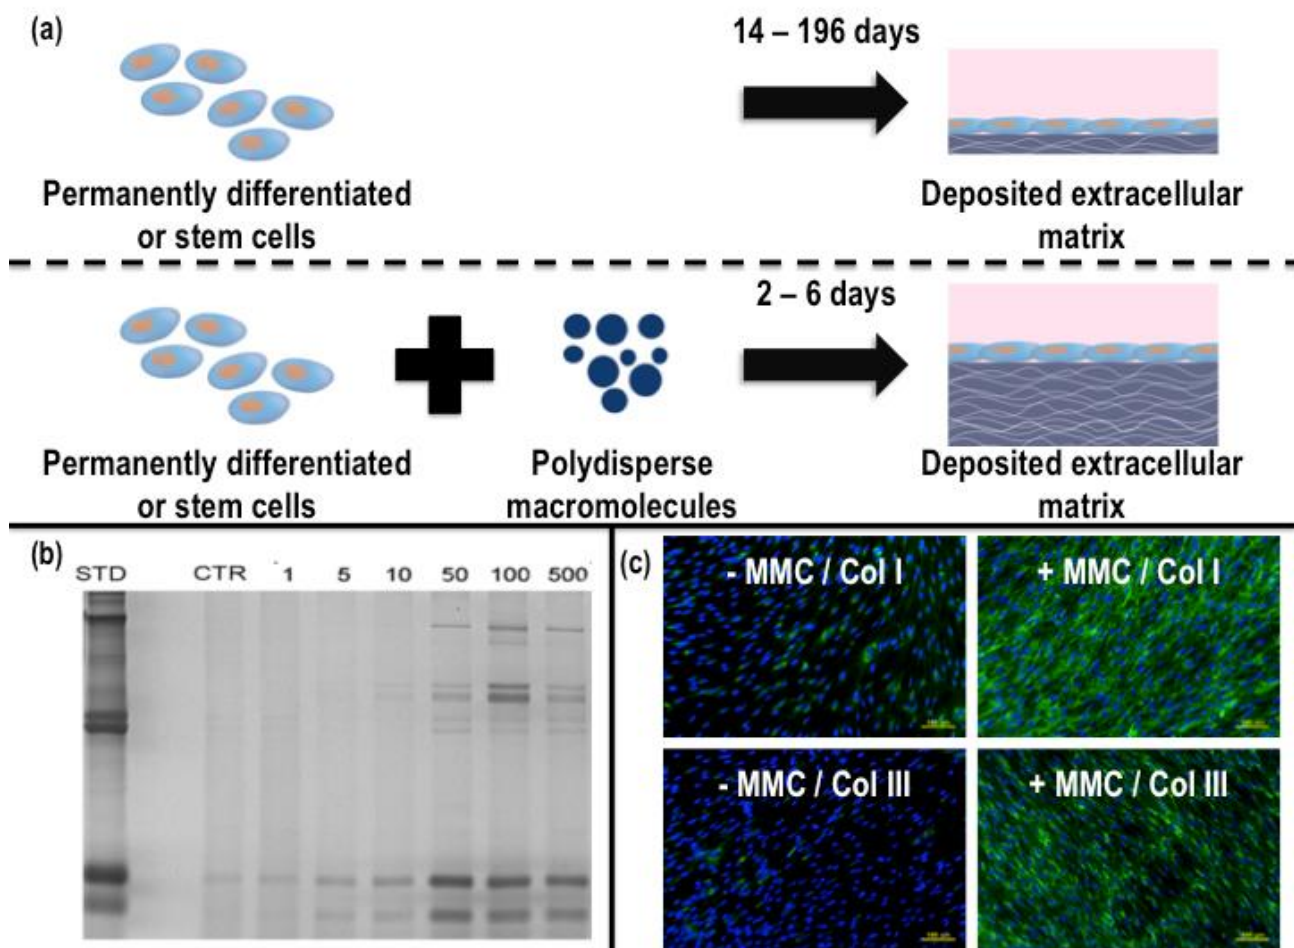 (a)
14 – 196 days
Permanently differentiated
or stem cells
Deposited extracellular
matrix
2 – 6 days
Permanently differentiated
or stem cells
Polydisperse
macromolecules
Deposited extracellular
matrix
(b)
STD CTR 1 5 10 50 100 500
(c)
- MMC / Col I
+ MMC / Col I
- MMC / Col III
+ MMC / Col III